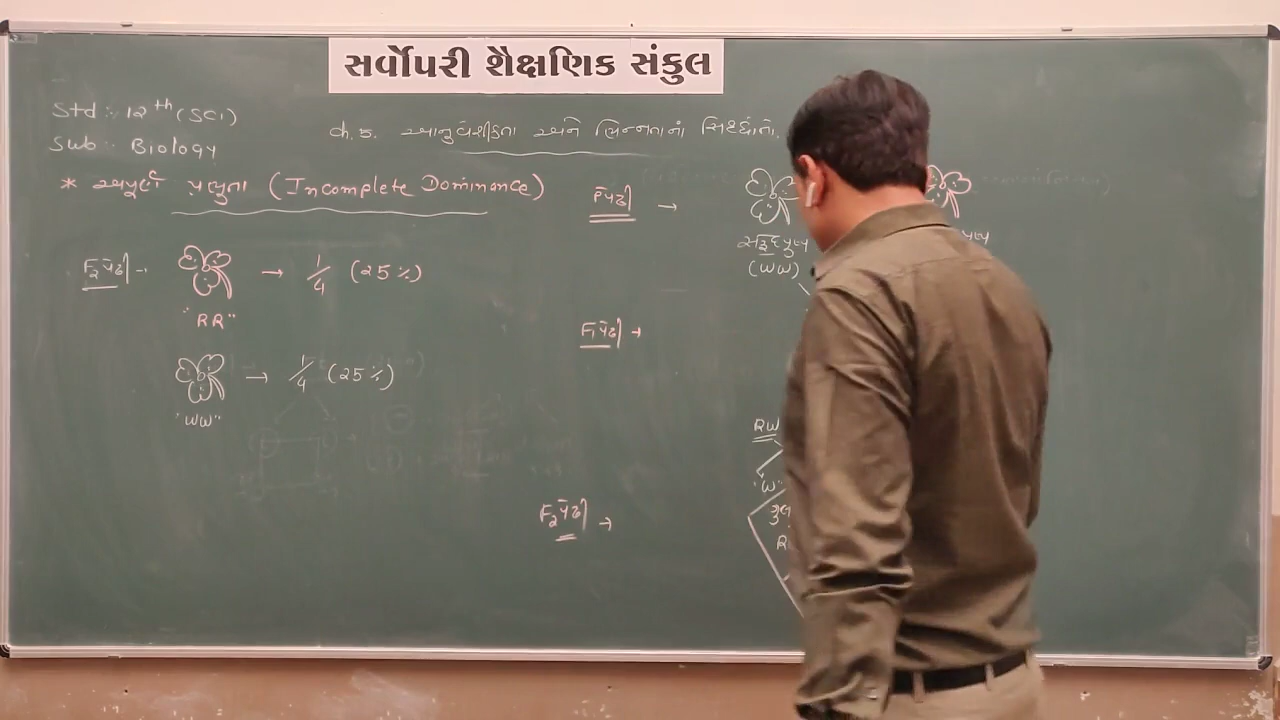 સર્વોપરી શૈક્ષણિક સંકુલ
Std :- 12th (SCI)
Sub :- Biology
ch. 5. આનુવંશીકતા અને ભિન્નતાનાં સિદ્ધાંતો.
* અપૂર્ણ પ્રભુતા (Incomplete Dominance)
F2 પેઢી -
→ 1/4 (25%)
"RR"
→ 1/4 (25%)
"WW"
P પેઢી →
સફેદ પુષ્પ
(WW)
F1 પેઢી →
RW
"W"
F2 પેઢી →